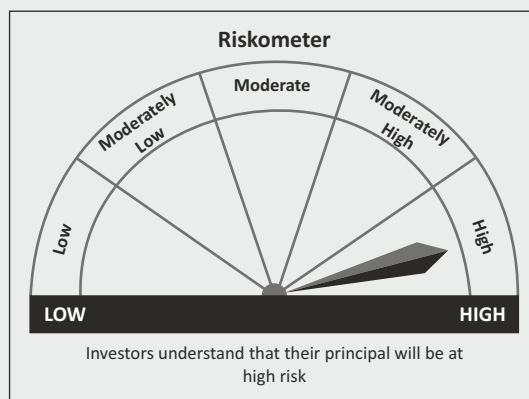 Riskometer
Low
Moderately
Low
Moderate
Moderately
High
High
LOW
HIGH
Investors understand that their principal will be at
high risk